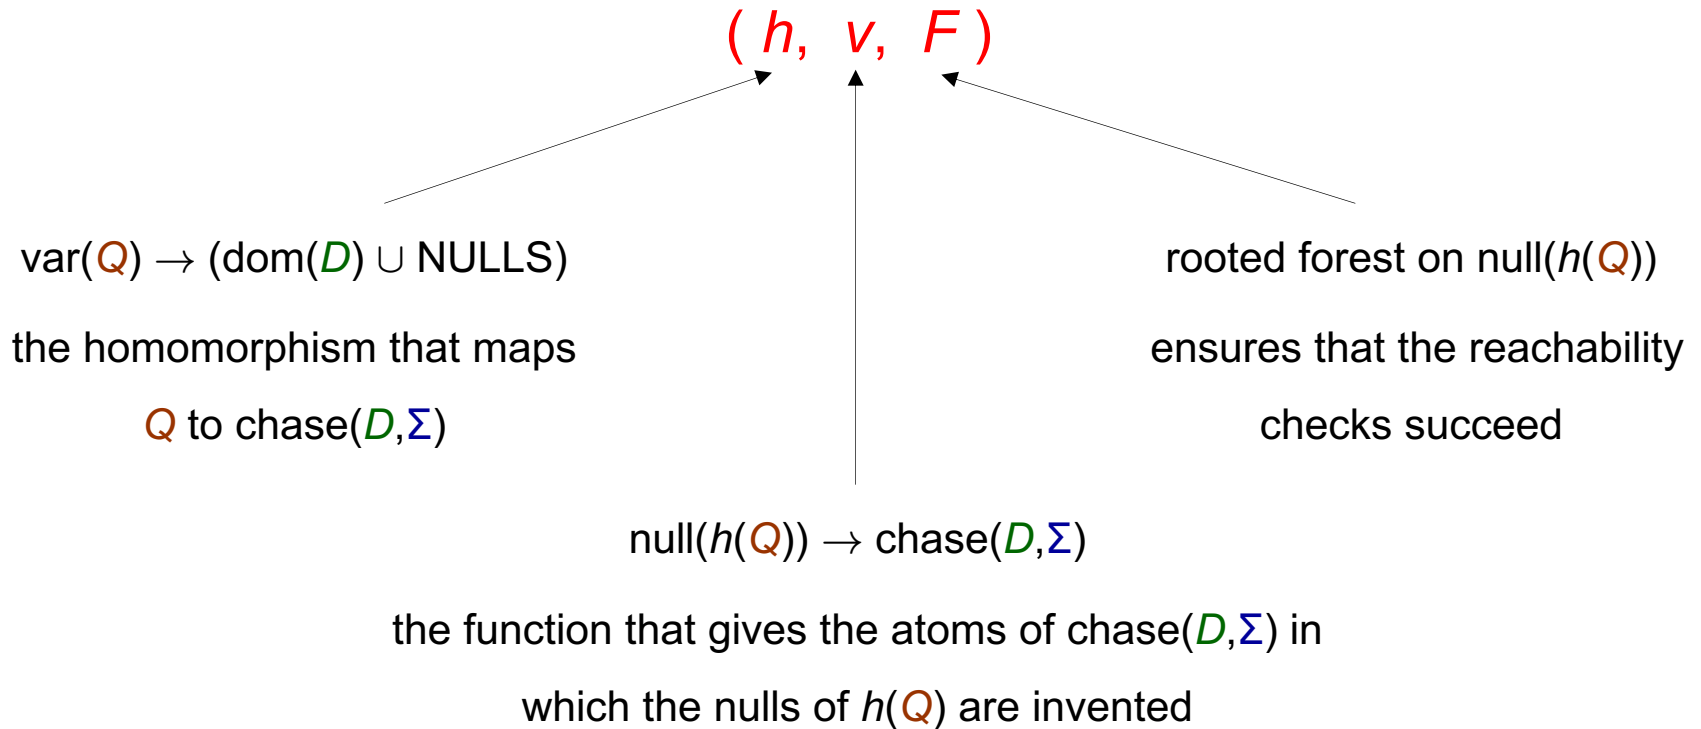 ( h, v, F )
var(Q) → (dom(D) ∪ NULLS)
the homomorphism that maps
Q to chase(D,Σ)
rooted forest on null(h(Q))
ensures that the reachability
checks succeed
null(h(Q)) → chase(D,Σ)
the function that gives the atoms of chase(D,Σ) in
which the nulls of h(Q) are invented